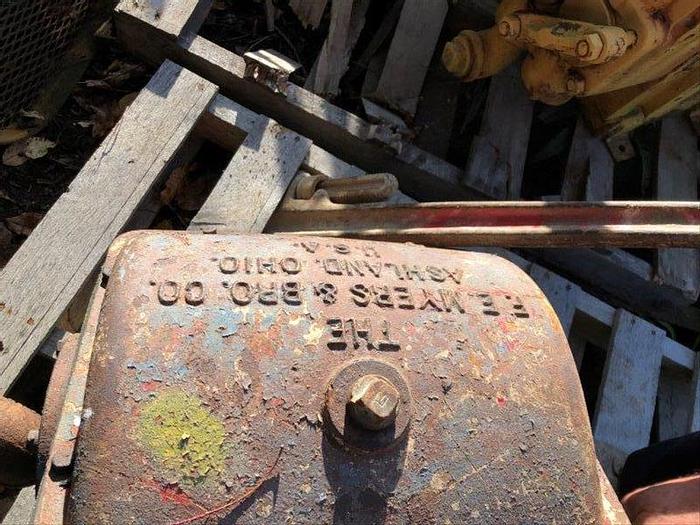 THE
F.E. MYERS & BRO. CO.
ASHLAND, OHIO.
U.S.A.